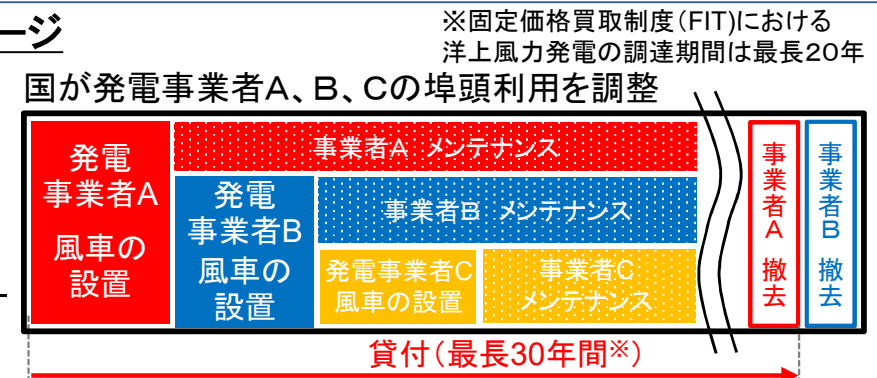 ージ
※固定価格買取制度(FIT)における
洋上風力発電の調達期間は最長20年
国が発電事業者A、B、Cの埠頭利用を調整
発電
事業者A
風車の
設置
事業者A メンテナンス
発電
事業者B
風車の
設置
事業者B メンテナンス
発電事業者C
風車の設置
事業者C
メンテナンス
事業者A 撤去
事業者B 撤去
貸付(最長30年間※)